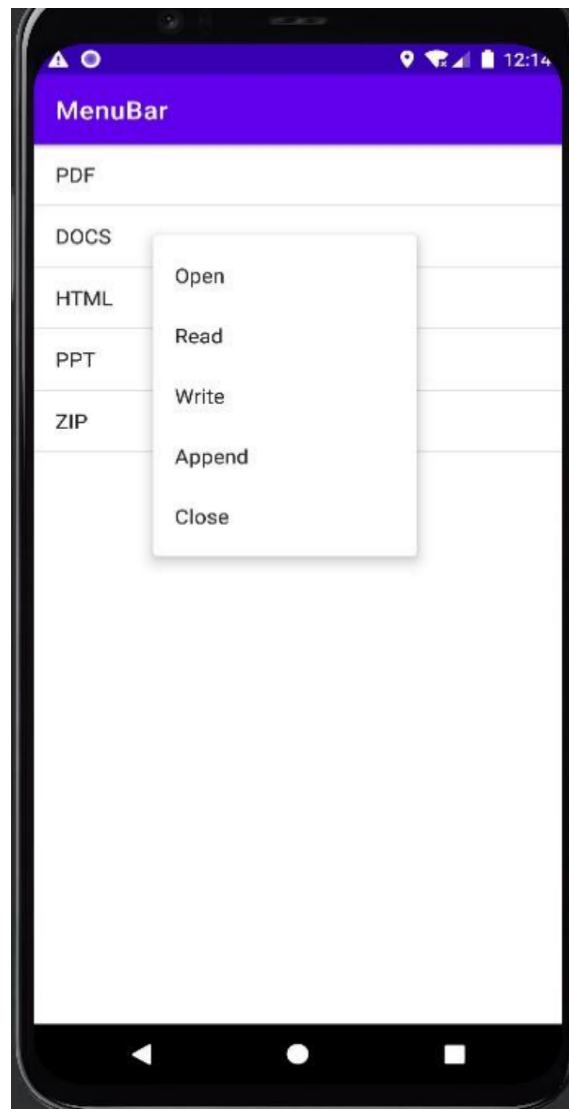 12:14
MenuBar
PDF
DOCS
HTML
PPT
ZIP
Open
Read
Write
Append
Close